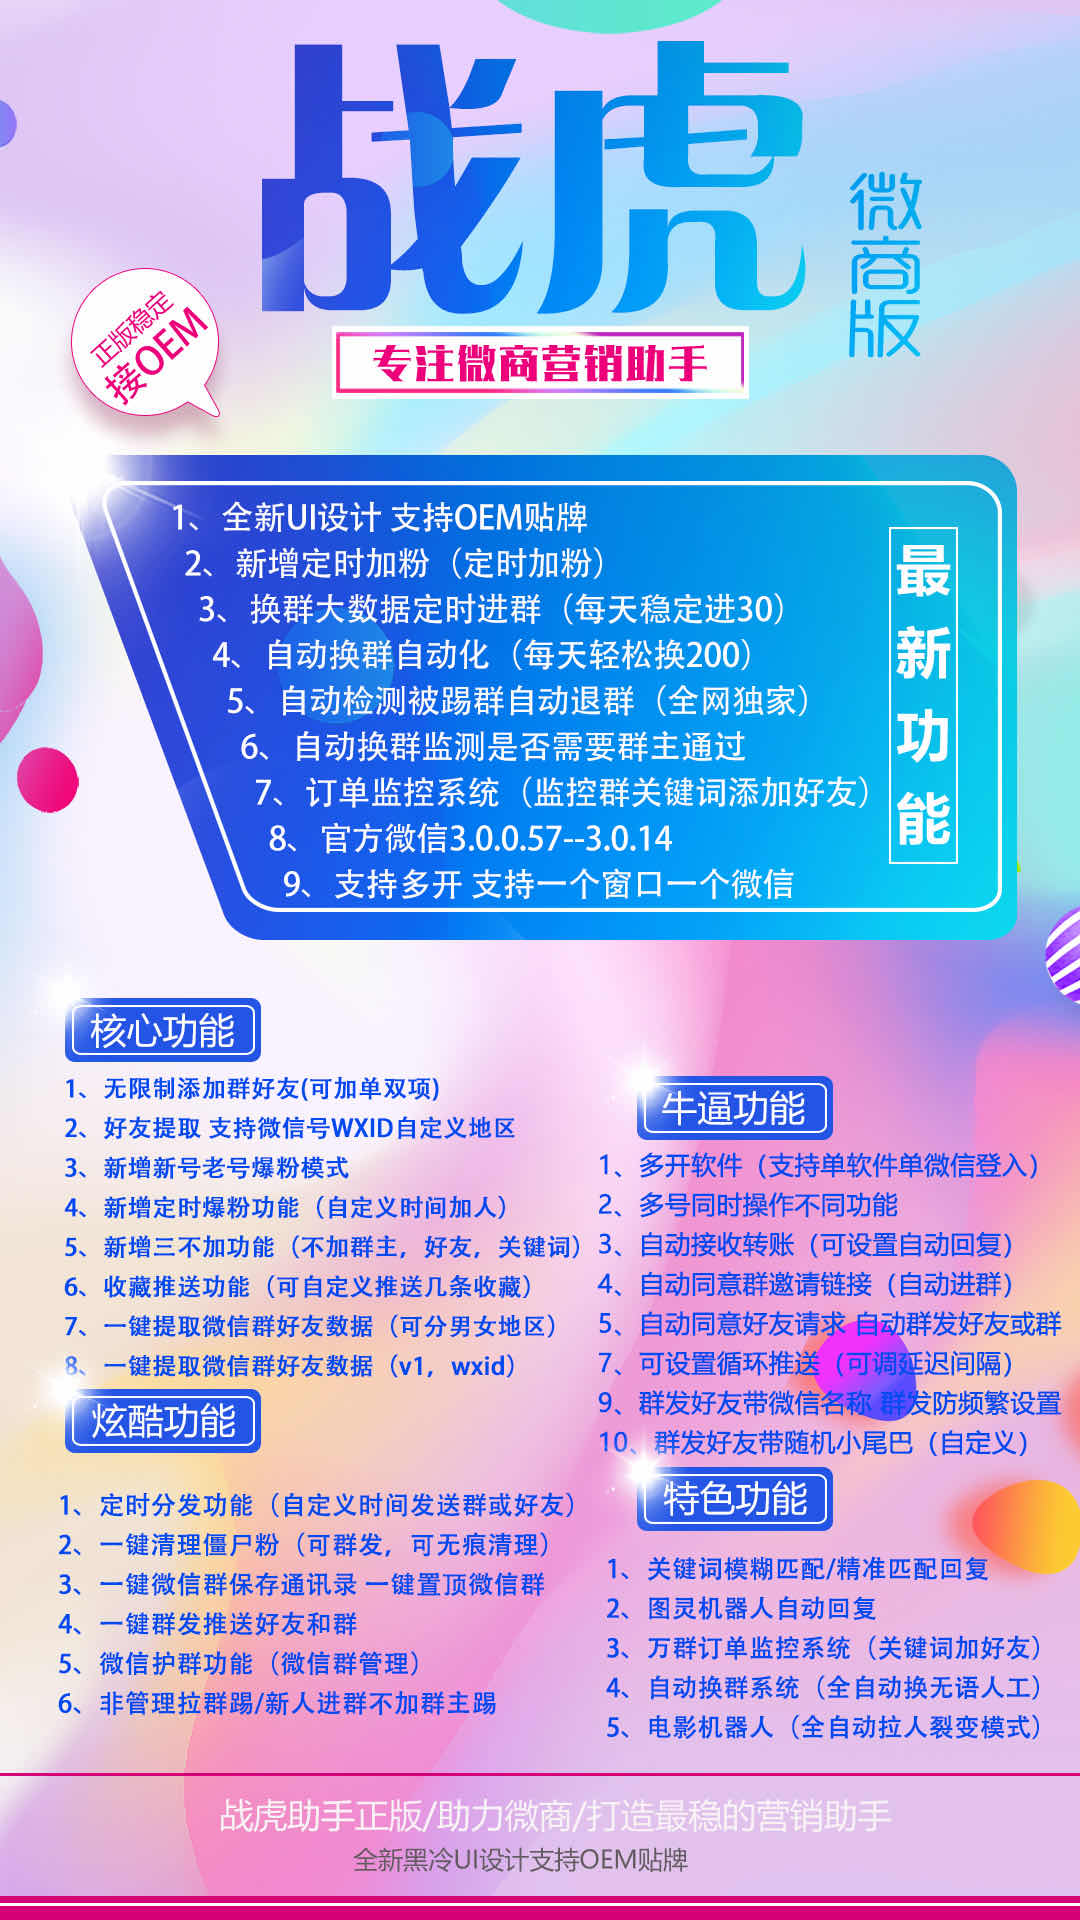 战虎
微商版
正版稳定
接OEM
专注微商营销助手
最新功能
1、全新UI设计 支持OEM贴牌
2、新增定时加粉（定时加粉）
3、换群大数据定时进群（每天稳定进30）
4、自动换群自动化（每天轻松换200）
5、自动检测被踢群自动退群（全网独家）
6、自动换群监测是否需要群主通过
7、订单监控系统（监控群关键词添加好友）
8、官方微信3.0.0.57--3.0.14
9、支持多开 支持一个窗口一个微信
核心功能
1、无限制添加群好友(可加单双项)
2、好友提取 支持微信号WXID自定义地区
3、新增新号老号爆粉模式
4、新增定时爆粉功能（自定义时间加人）
5、新增三不加功能（不加群主，好友，关键词）
6、收藏推送功能（可自定义推送几条收藏）
7、一键提取微信群好友数据（可分男女地区）
8、一键提取微信群好友数据（v1，wxid）
炫酷功能
1、定时分发功能（自定义时间发送群或好友）
2、一键清理僵尸粉（可群发，可无痕清理）
3、一键微信群保存通讯录 一键置顶微信群
4、一键群发推送好友和群
5、微信护群功能（微信群管理）
6、非管理拉群踢/新人进群不加群主踢
牛逼功能
1、多开软件（支持单软件单微信登入）
2、多号同时操作不同功能
3、自动接收转账（可设置自动回复）
4、自动同意群邀请链接（自动进群）
5、自动同意好友请求 自动群发好友或群
7、可设置循环推送（可调延迟间隔）
9、群发好友带微信名称 群发防频繁设置
10、群发好友带随机小尾巴（自定义）
特色功能
1、关键词模糊匹配/精准匹配回复
2、图灵机器人自动回复
3、万群订单监控系统（关键词加好友）
4、自动换群系统（全自动换无语人工）
5、电影机器人（全自动拉人裂变模式）
战虎助手正版/助力微商/打造最稳的营销助手
全新黑冷UI设计支持OEM贴牌